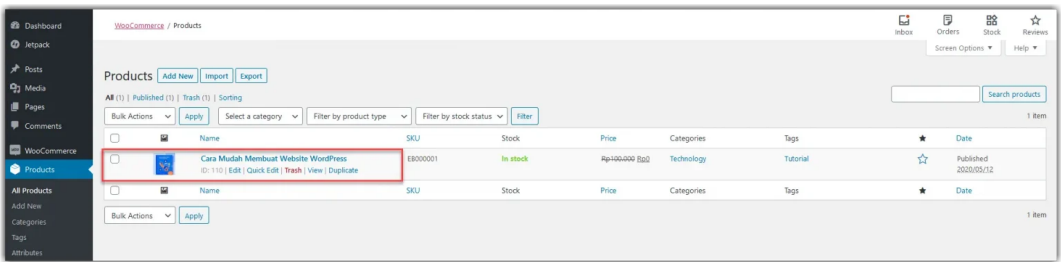 Dashboard
Jetpack
Posts
Media
Pages
Comments
WooCommerce
Products
All Products
Add New
Categories
Tags
Attributes
WooCommerce / Products
Inbox
Orders
Stock
Reviews
Screen Options ▼
Help ▼
Products Add New Import Export
All (1) | Published (1) | Trash (1) | Sorting
Search products
Bulk Actions Apply Select a category Filter by product type Filter by stock status Filter
1 item
Name SKU Stock Price Categories Tags ★ Date
Cara Mudah Membuat Website WordPress EB000001 In stock Rp100,000 Rp0 Technology Tutorial ☆ Published
ID: 110 | Edit | Quick Edit | Trash | View | Duplicate 2020/05/12
Name SKU Stock Price Categories Tags ★ Date
Bulk Actions Apply
1 item